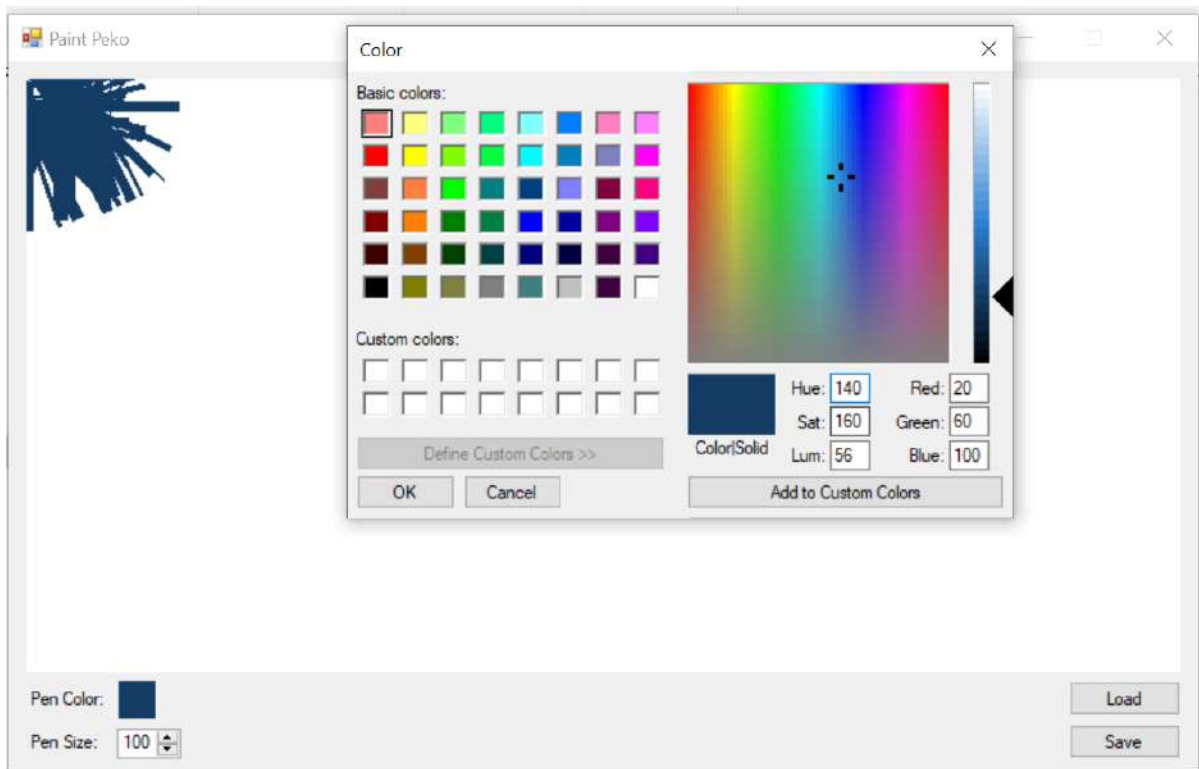 Paint Peko
Color
Basic colors:
Custom colors:
Define Custom Colors >>
OK Cancel
Color|Solid
Hue: 140 Red: 20
Sat: 160 Green: 60
Lum: 56 Blue: 100
Add to Custom Colors
Pen Color:
Pen Size: 100
Load
Save